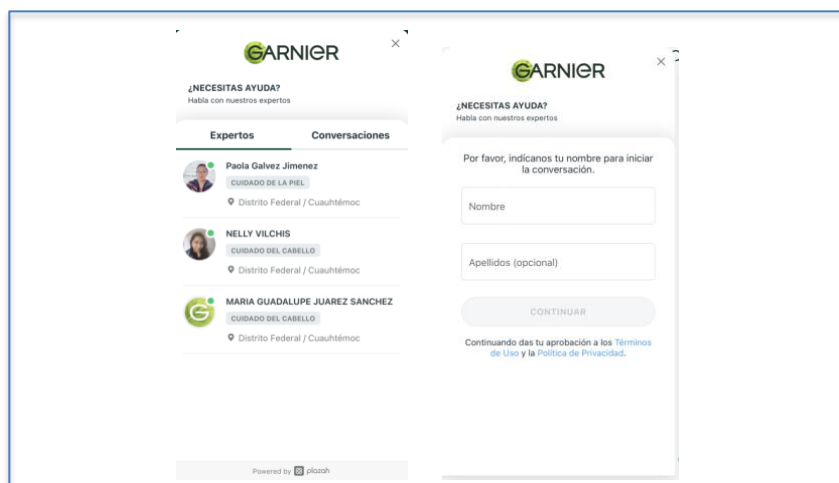 GARNIER
¿NECESITAS AYUDA?
Habla con nuestros expertos
Expertos Conversaciones
Paola Galvez Jimenez
CUIDADO DE LA PIEL
Distrito Federal / Cuauhtémoc
NELLY VILCHIS
CUIDADO DEL CABELLO
Distrito Federal / Cuauhtémoc
MARIA GUADALUPE JUAREZ SANCHEZ
CUIDADO DEL CABELLO
Distrito Federal / Cuauhtémoc
Powered by plazah
GARNIER
¿NECESITAS AYUDA?
Habla con nuestros expertos
Por favor, indícanos tu nombre para iniciar
la conversación.
Nombre
Apellidos (opcional)
CONTINUAR
Continuando das tu aprobación a los Términos
de Uso y la Política de Privacidad.